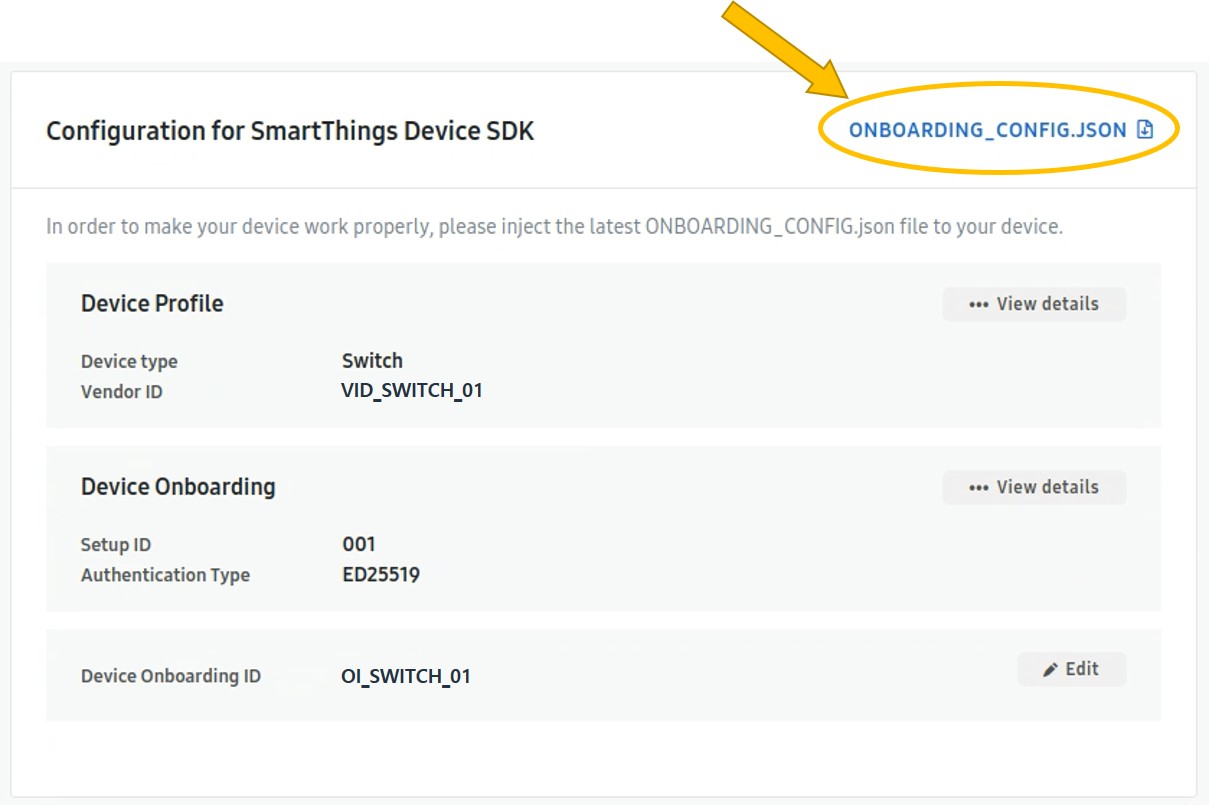 Configuration for SmartThings Device SDK
ONBOARDING_CONFIG.JSON
In order to make your device work properly, please inject the latest ONBOARDING_CONFIG.json file to your device.
Device Profile
••• View details
Device type Switch
Vendor ID VID_SWITCH_01
Device Onboarding
••• View details
Setup ID 001
Authentication Type ED25519
Device Onboarding ID OI_SWITCH_01
Edit